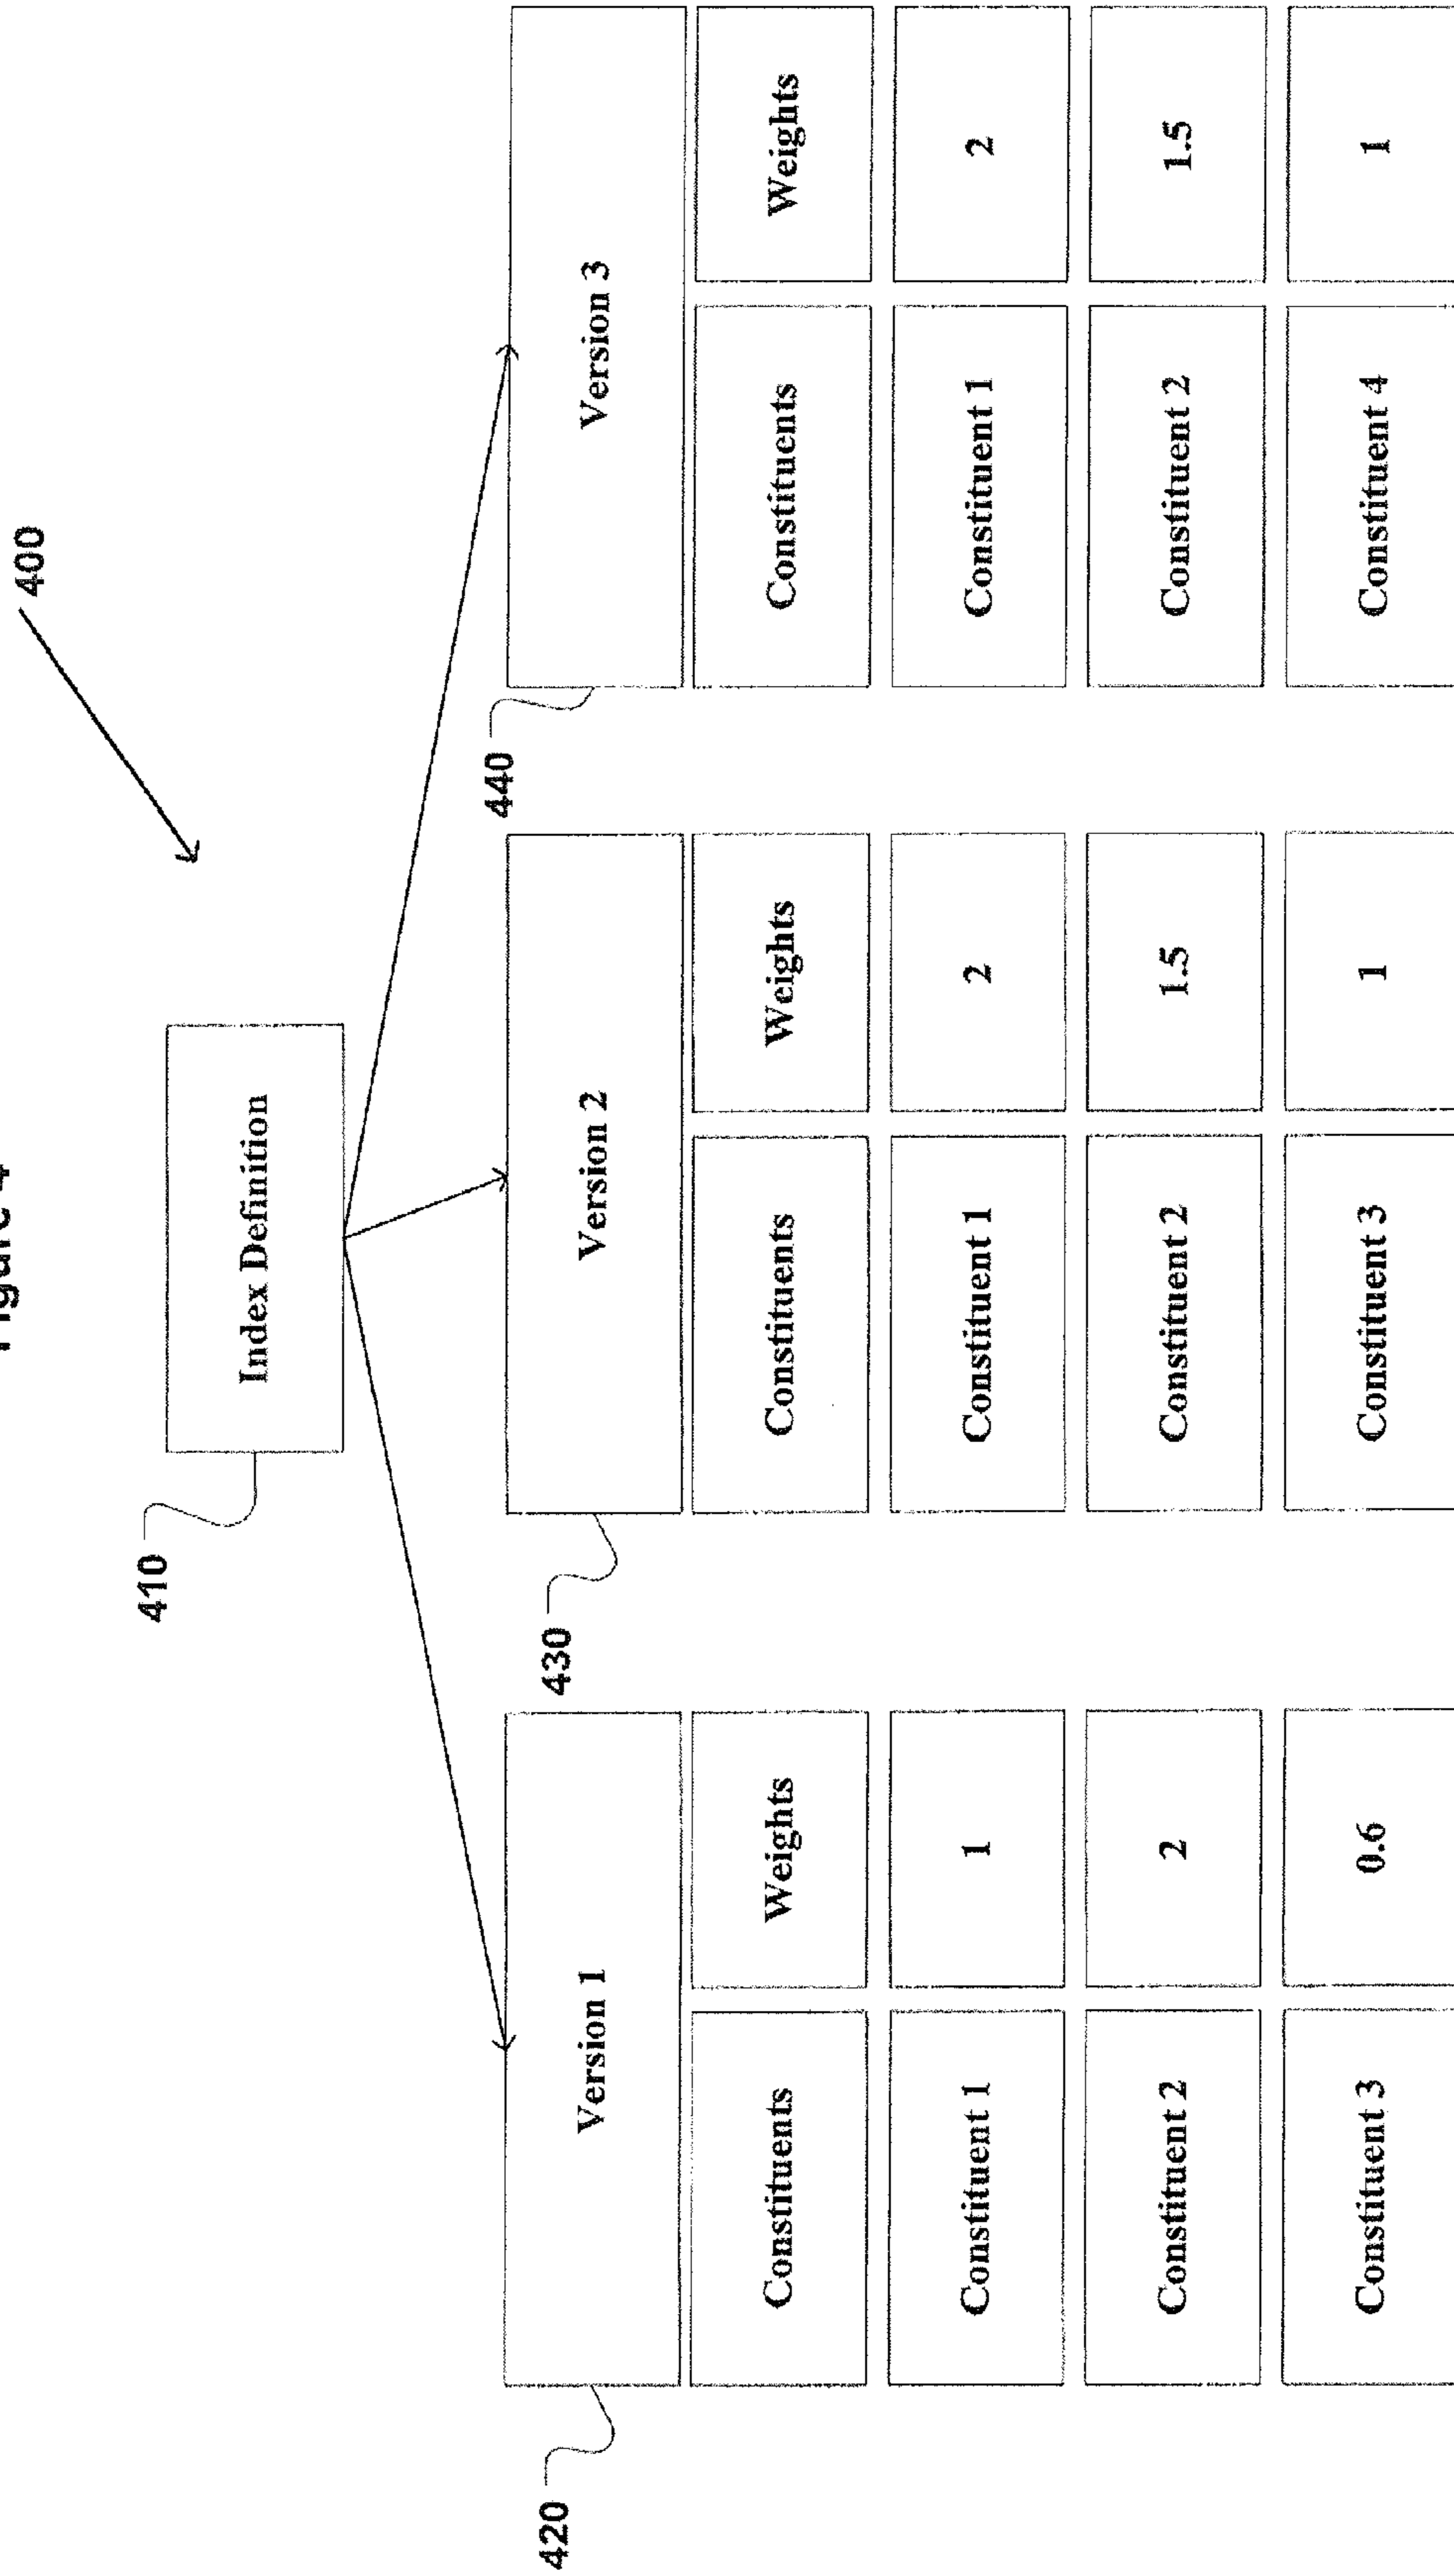 Figure 4
400
410
Index Definition
420
Version 1
Constituents Weights
Constituent 1 1
Constituent 2 2
Constituent 3 0.6
430
Version 2
Constituents Weights
Constituent 1 2
Constituent 2 1.5
Constituent 3 1
440
Version 3
Constituents Weights
Constituent 1 2
Constituent 2 1.5
Constituent 4 1